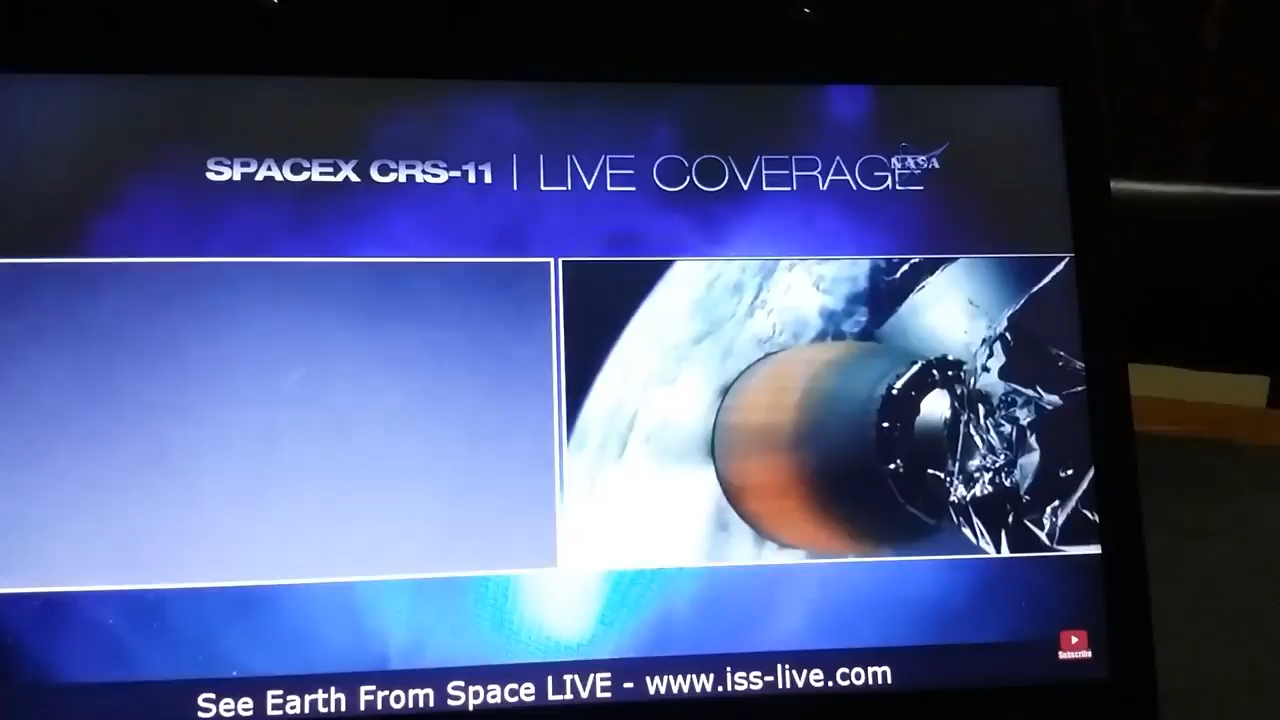 SPACEX CRS-11 | LIVE COVERAGE
NASA
Subscribe
See Earth From Space LIVE - www.iss-live.com